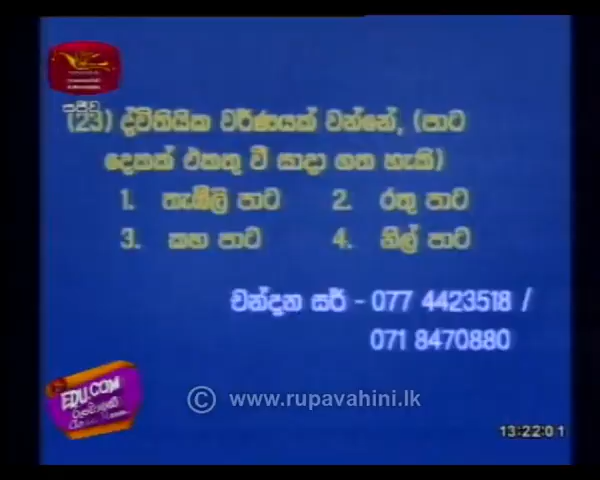 සජීවී
(23) ද්විතීයික වර්ණයක් වන්නේ, (පාට
දෙකක් එකතු වී සාදා ගත හැකි)
1. තැඹිලි පාට 2. රතු පාට
3. කහ පාට 4. නිල් පාට
චන්දන සර් - 077 4423518 /
071 8470880
EDU.COM
© www.rupavahini.lk
13:22:01